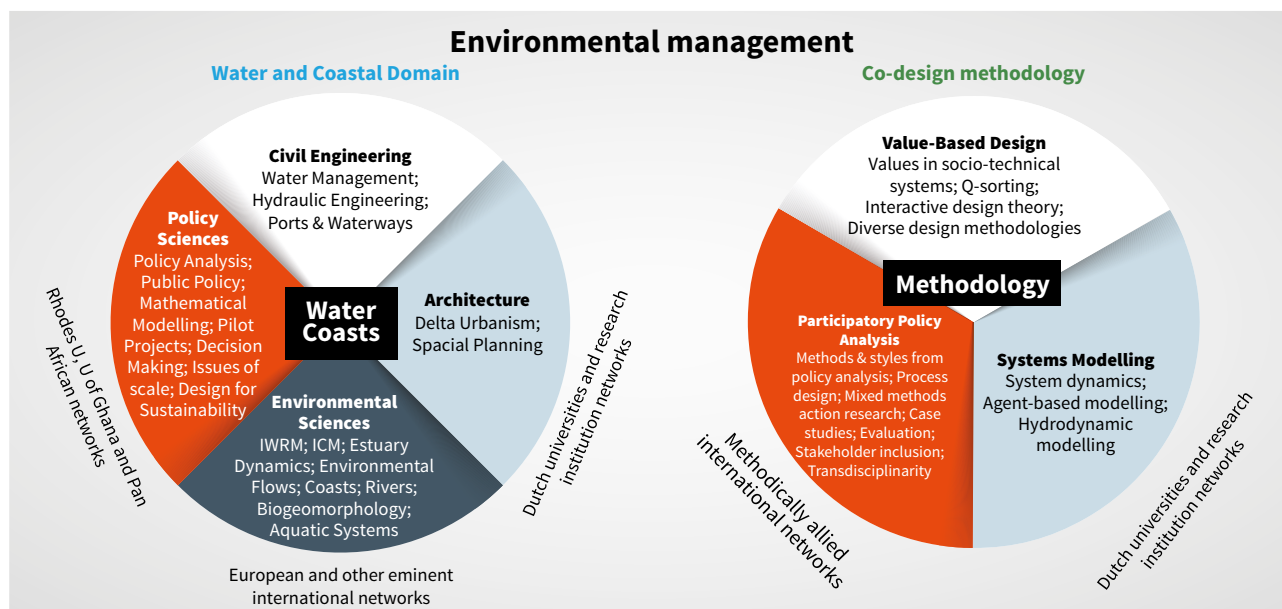 Environmental management
Water and Coastal Domain
Civil Engineering
Water Management;
Hydraulic Engineering;
Ports & Waterways
Policy
Sciences
Policy Analysis;
Public Policy;
Mathematical
Modelling; Pilot
Projects; Decision
Making; Issues of
scale; Design for
Sustainability
Water
Coasts
Architecture
Delta Urbanism;
Spacial Planning
Environmental
Sciences
IWRM; ICM; Estuary
Dynamics; Environmental
Flows; Coasts; Rivers;
Biogeomorphology;
Aquatic Systems
Rhodes U, U of Ghana and Pan
African networks
Dutch universities and research
institution networks
European and other eminent
international networks
Co-design methodology
Value-Based Design
Values in socio-technical
systems; Q-sorting;
Interactive design theory;
Diverse design methodologies
Methodology
Participatory Policy
Analysis
Methods & styles from
policy analysis; Process
design; Mixed methods
action research; Case
studies; Evaluation;
Stakeholder inclusion;
Transdisciplinarity
Systems Modelling
System dynamics;
Agent-based modelling;
Hydrodynamic
modelling
Methodically allied
international networks
Dutch universities and research
institution networks